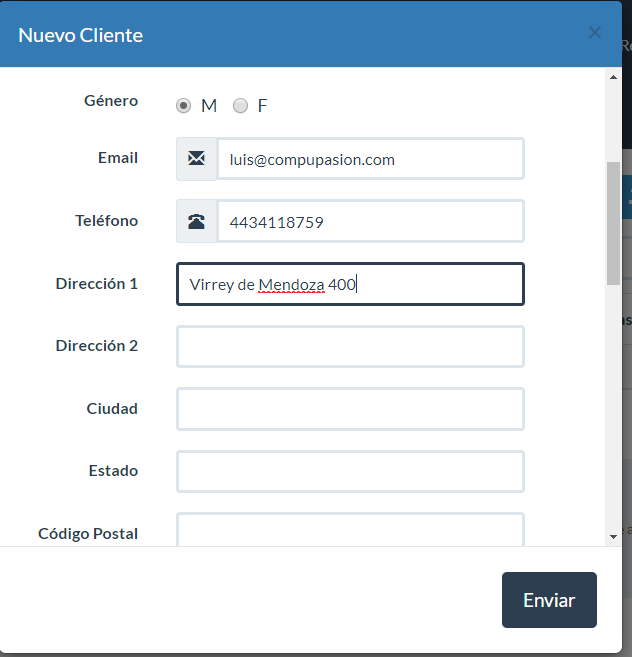 Nuevo Cliente ×
Género M F
Email luis@compupasion.com
Teléfono 4434118759
Dirección 1 Virrey de Mendoza 400
Dirección 2
Ciudad
Estado
Código Postal
Enviar